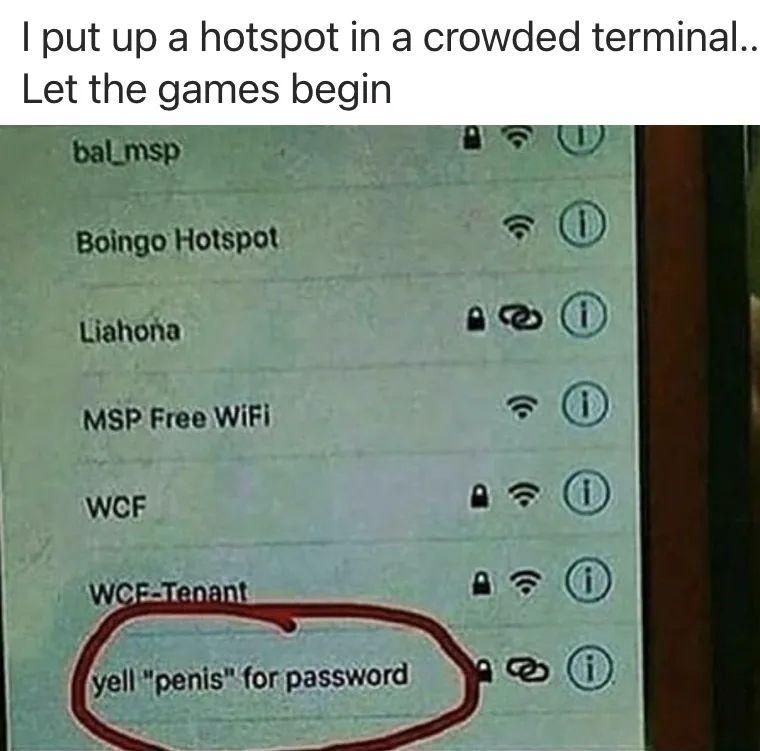 I put up a hotspot in a crowded terminal..
Let the games begin
bal_msp
Boingo Hotspot
Liahona
MSP Free WiFi
WCF
WCF-Tenant
yell "penis" for password